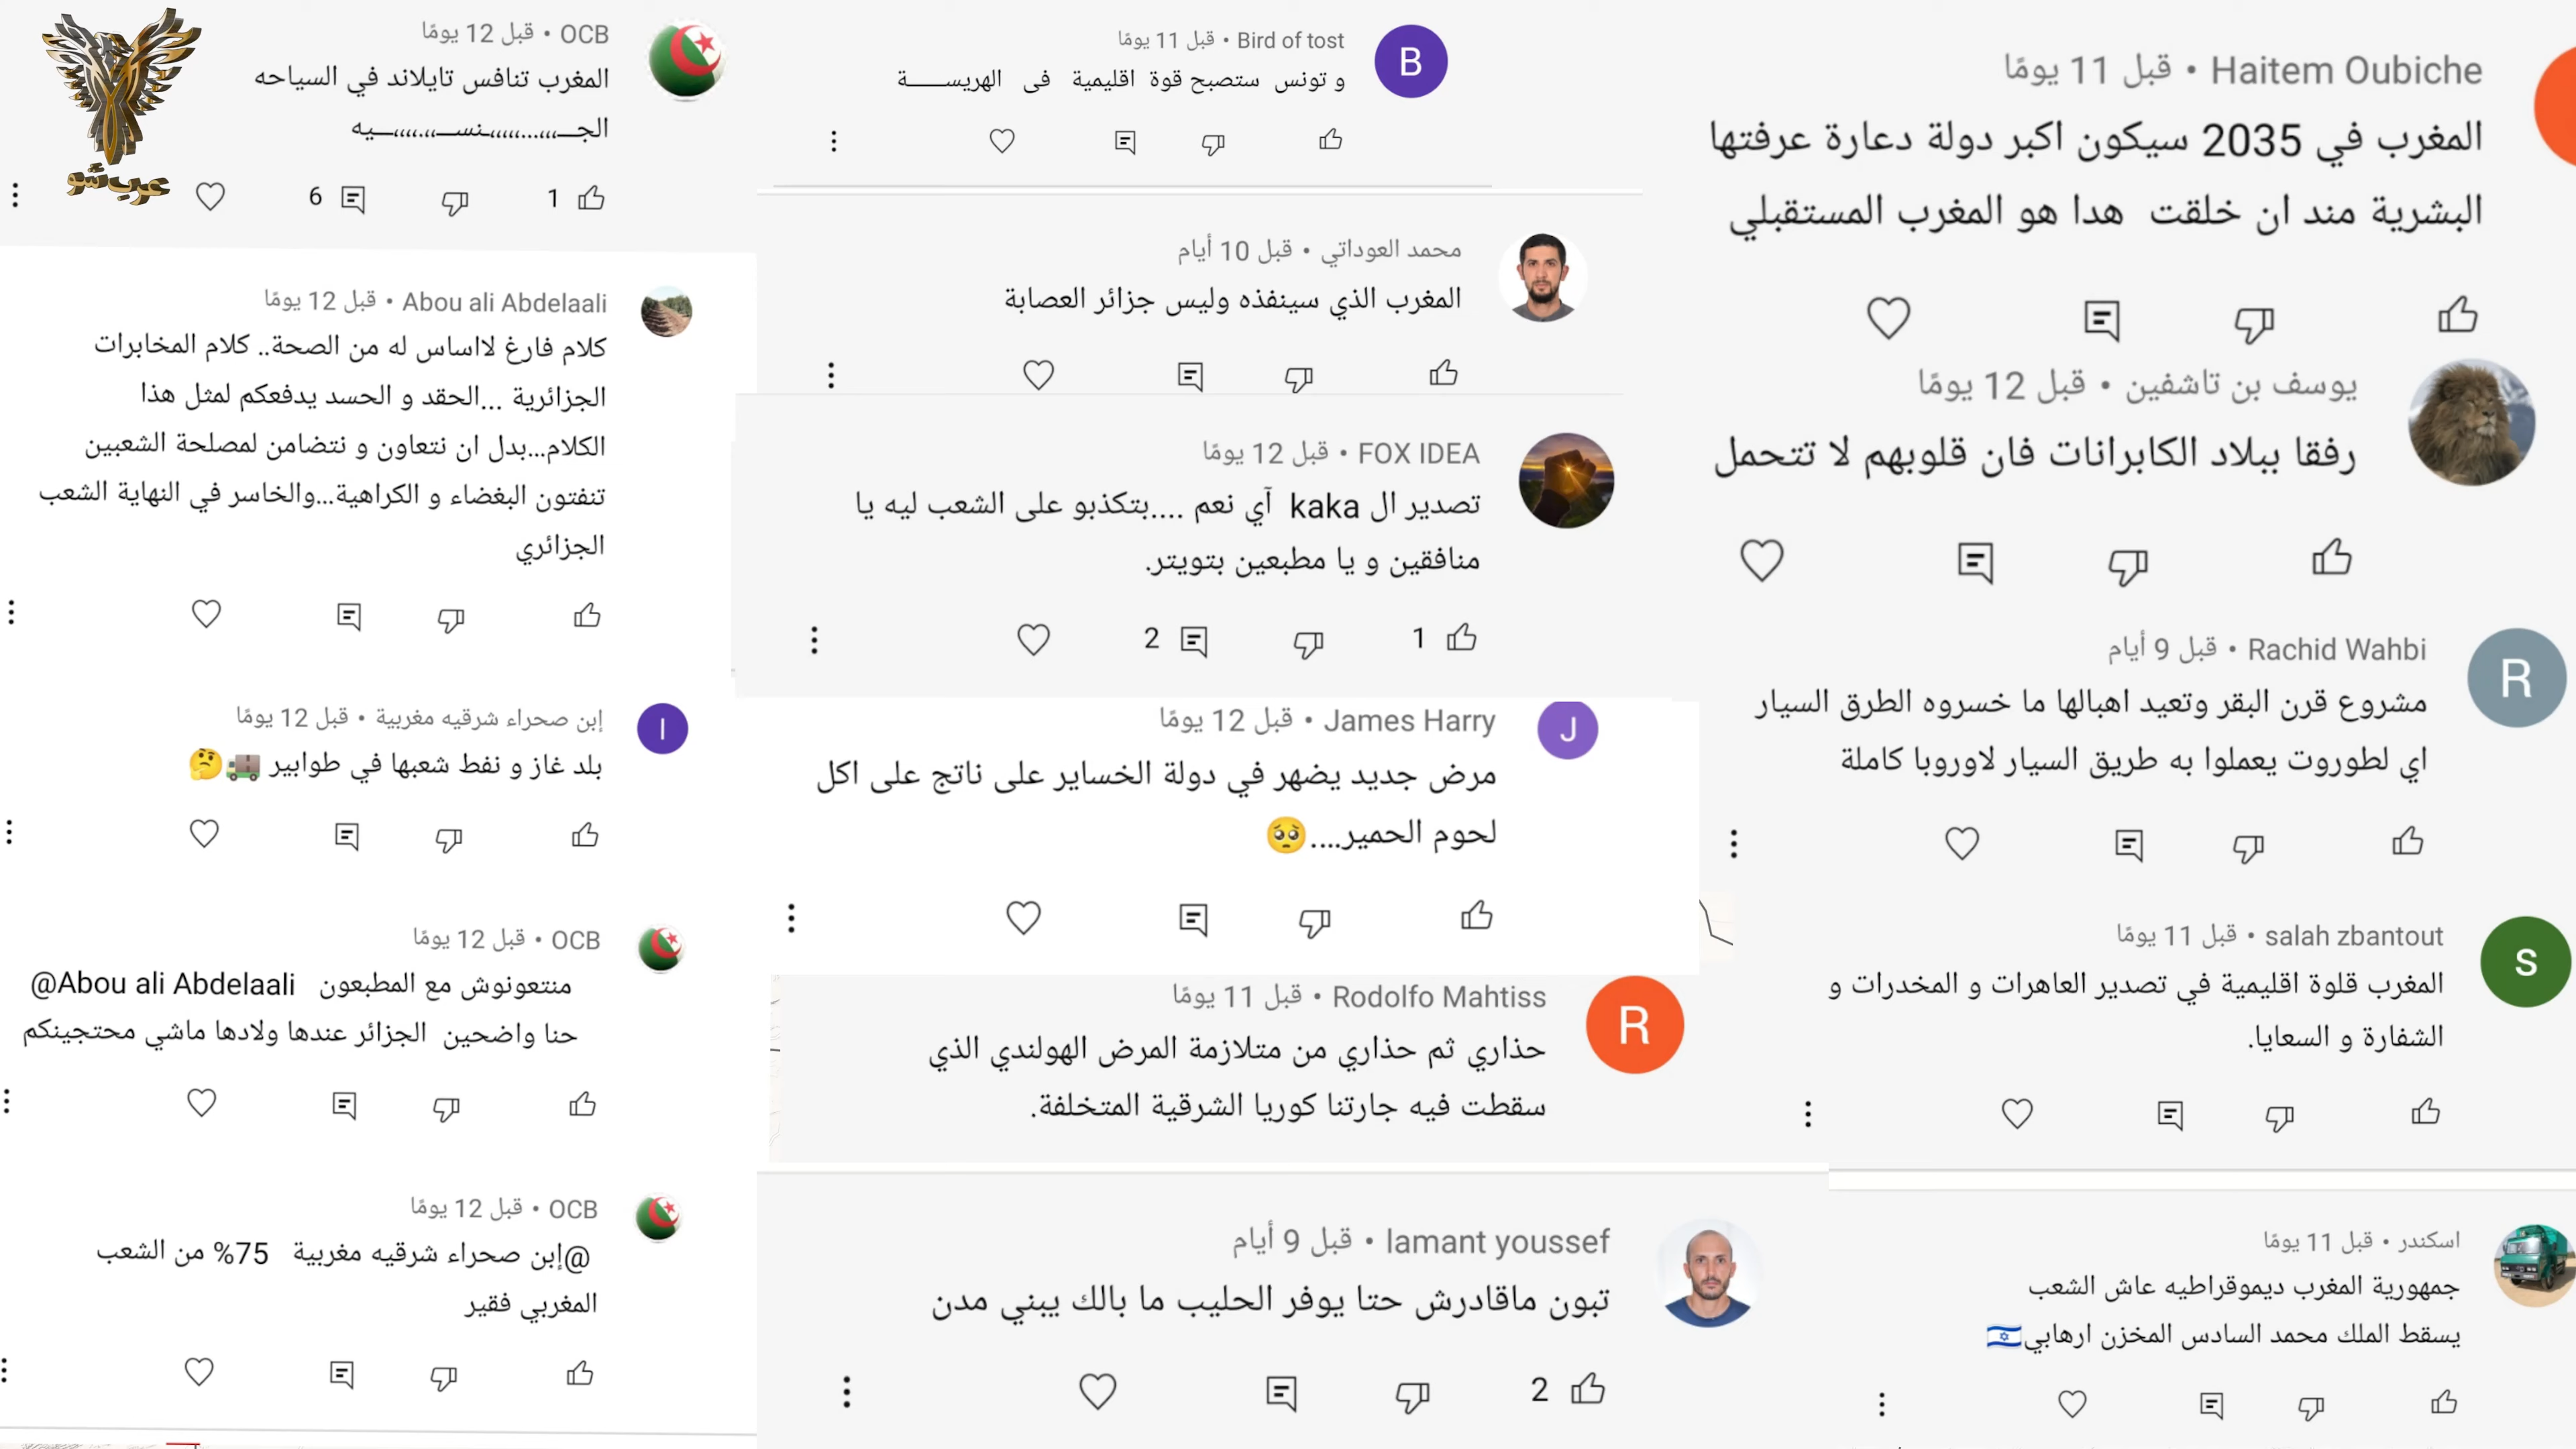 OCB • قبل 12 يومًا
المغرب تنافس تايلاند في السياحه
الجـــ,,,,,...,,,,,,ـنســـ,,,,,,,ـــيه
6
1
عرب شو
Abou ali Abdelaali • قبل 12 يومًا
كلام فارغ لااساس له من الصحة.. كلام المخابرات
الجزائرية ...الحقد و الحسد يدفعكم لمثل هذا
الكلام...بدل ان نتعاون و نتضامن لمصلحة الشعبين
تنفتون البغضاء و الكراهية...والخاسر في النهاية الشعب
الجزائري
إبن صحراء شرقيه مغربية • قبل 12 يومًا
بلد غاز و نفط شعبها في طوابير 🚛🤔
OCB • قبل 12 يومًا
@Abou ali Abdelaali منتعونوش مع المطبعون
حنا واضحين الجزائر عندها ولادها ماشي محتجينكم
OCB • قبل 12 يومًا
@إبن صحراء شرقيه مغربية 75% من الشعب
المغربي فقير
Bird of tost • قبل 11 يومًا
و تونس ستصبح قوة اقليمية فى الهريســــــة
محمد العوداتي • قبل 10 أيام
المغرب الذي سينفذه وليس جزائر العصابة
FOX IDEA • قبل 12 يومًا
تصدير ال kaka آي نعم ....بتكذبو على الشعب ليه يا
منافقين و يا مطبعين بتويتر.
2
1
James Harry • قبل 12 يومًا
مرض جديد يضهر في دولة الخساير على ناتج على اكل
لحوم الحمير....🥺
Rodolfo Mahtiss • قبل 11 يومًا
حذاري ثم حذاري من متلازمة المرض الهولندي الذي
سقطت فيه جارتنا كوريا الشرقية المتخلفة.
lamant youssef • قبل 9 أيام
تبون ماقادرش حتا يوفر الحليب ما بالك يبني مدن
2
Haitem Oubiche • قبل 11 يومًا
المغرب في 2035 سيكون اكبر دولة دعارة عرفتها
البشرية مند ان خلقت هدا هو المغرب المستقبلي
يوسف بن تاشفين • قبل 12 يومًا
رفقا ببلاد الكابرانات فان قلوبهم لا تتحمل
Rachid Wahbi • قبل 9 أيام
مشروع قرن البقر وتعيد اهبالها ما خسروه الطرق السيار
اي لطوروت يعملوا به طريق السيار لاوروبا كاملة
salah zbantout • قبل 11 يومًا
المغرب قلوة اقليمية في تصدير العاهرات و المخدرات و
الشفارة و السعايا.
اسكندر • قبل 11 يومًا
جمهورية المغرب ديموقراطيه عاش الشعب
يسقط الملك محمد السادس المخزن ارهابي🇮🇱